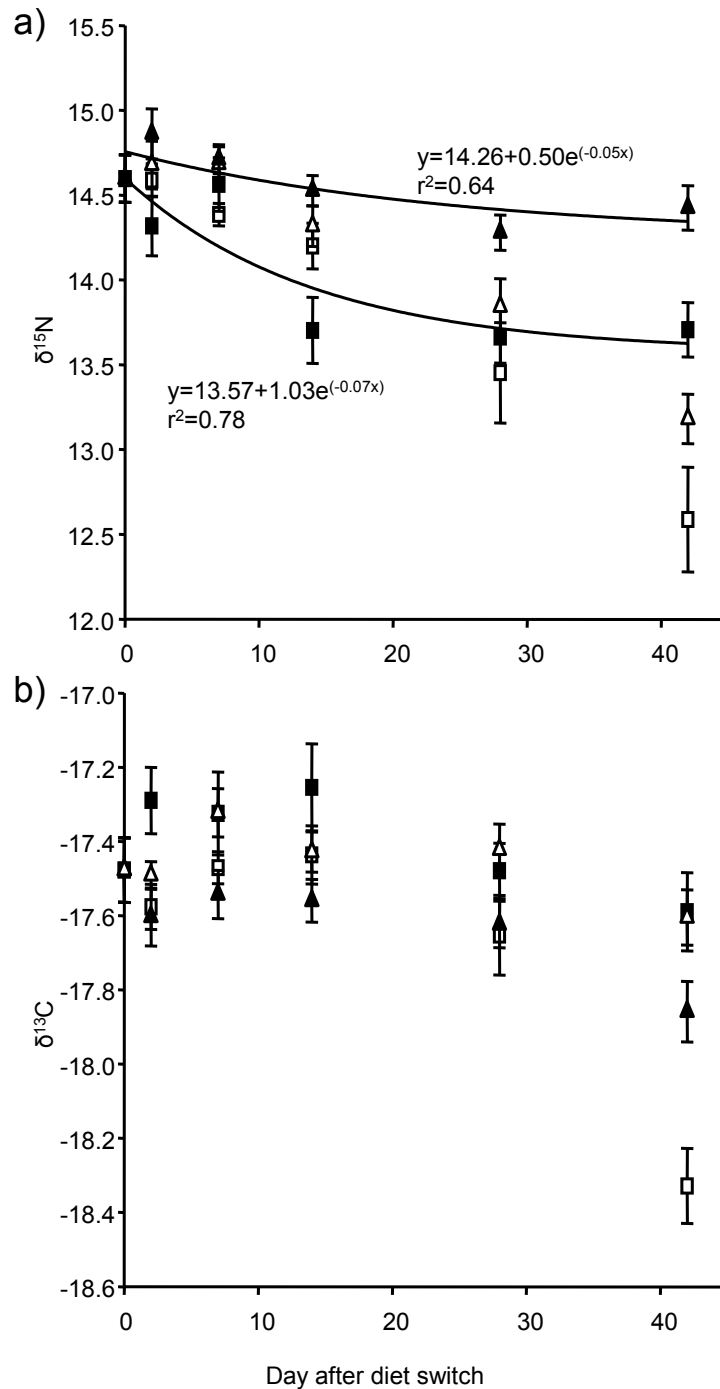 a)
15.5
15.0
14.5
14.0
13.5
13.0
12.5
12.0
δ¹⁵N
y=14.26+0.50e⁽⁻⁰·⁰⁵ˣ⁾
r²=0.64
y=13.57+1.03e⁽⁻⁰·⁰⁷ˣ⁾
r²=0.78
0 10 20 30 40
b)
-17.0
-17.2
-17.4
-17.6
-17.8
-18.0
-18.2
-18.4
-18.6
δ¹³C
0 10 20 30 40
Day after diet switch